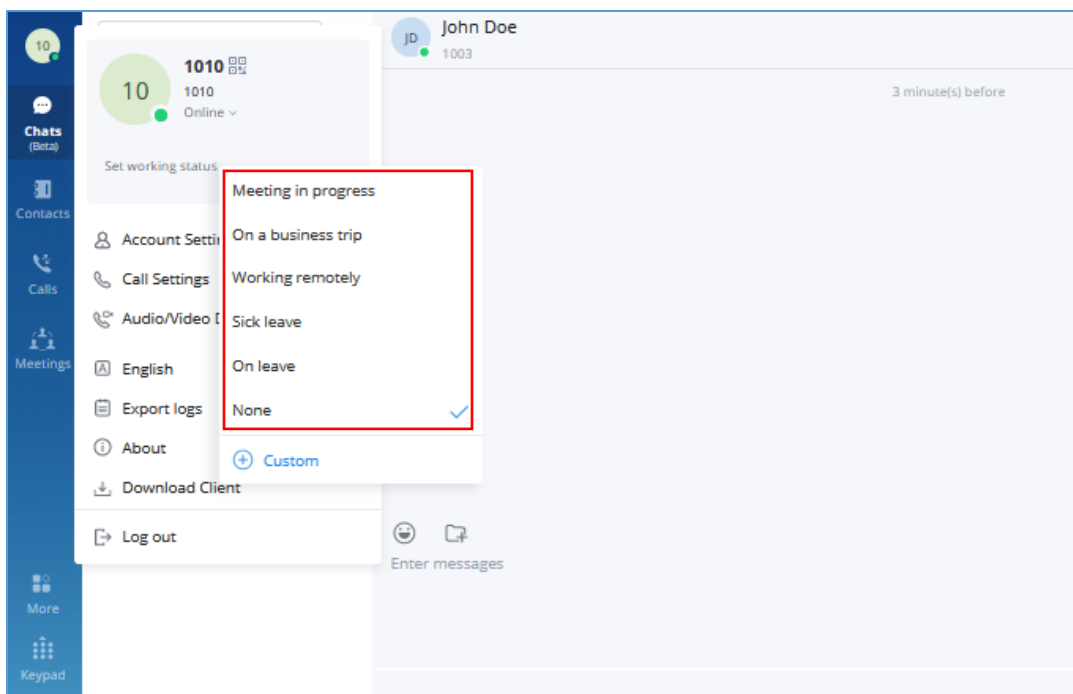 10
Chats
(Beta)
Contacts
Calls
Meetings
More
Keypad
10
1010
1010
Online
Set working status
Account Setti
Call Settings
Audio/Video D
A English
Export logs
About
Download Client
Log out
Meeting in progress
On a business trip
Working remotely
Sick leave
On leave
None
Custom
JD
John Doe
1003
3 minute(s) before
Enter messages